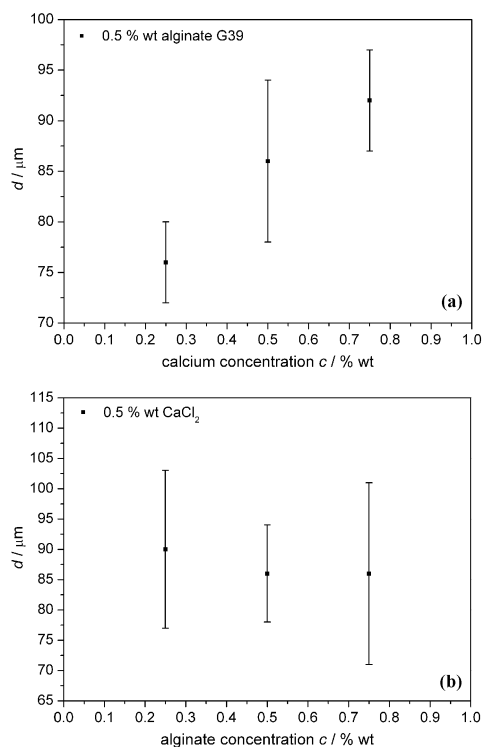 100
95
90
85
80
75
70
d / μm
0.5 % wt alginate G39
(a)
0.0 0.1 0.2 0.3 0.4 0.5 0.6 0.7 0.8 0.9 1.0
calcium concentration c / % wt
115
110
105
100
95
90
85
80
75
70
65
d / μm
0.5 % wt CaCl₂
(b)
0.0 0.1 0.2 0.3 0.4 0.5 0.6 0.7 0.8 0.9 1.0
alginate concentration c / % wt